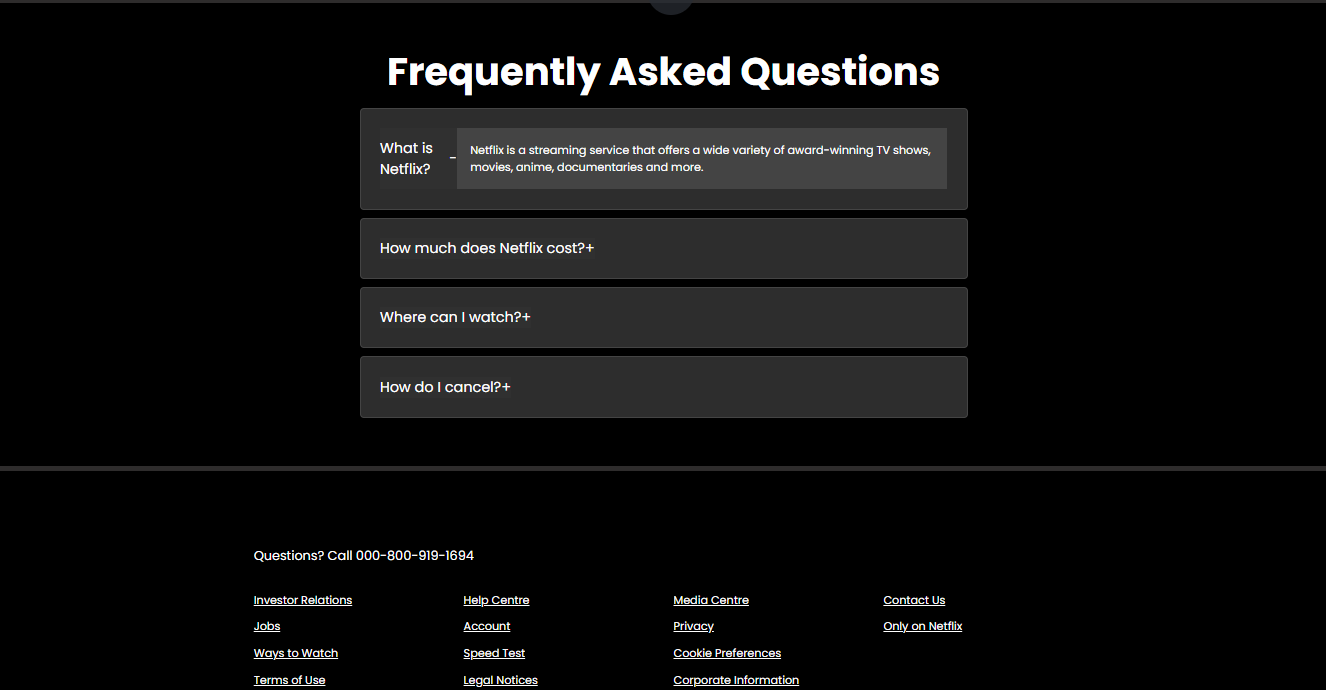 Frequently Asked Questions
What is
Netflix?
-
Netflix is a streaming service that offers a wide variety of award-winning TV shows,
movies, anime, documentaries and more.
How much does Netflix cost?+
Where can I watch?+
How do I cancel?+
Questions? Call 000-800-919-1694
Investor Relations
Help Centre
Media Centre
Contact Us
Jobs
Account
Privacy
Only on Netflix
Ways to Watch
Speed Test
Cookie Preferences
Terms of Use
Legal Notices
Corporate Information